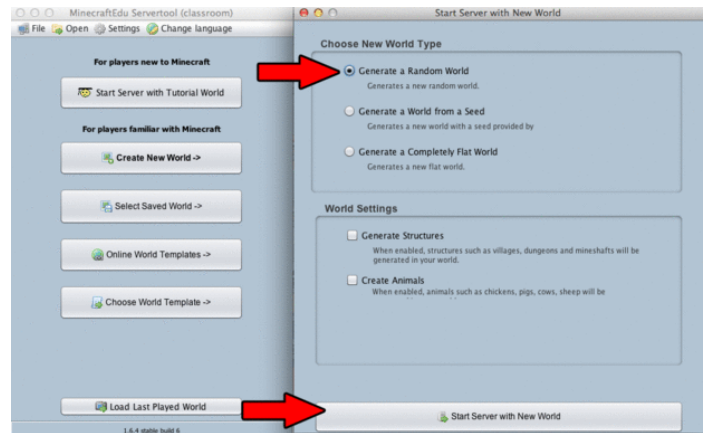 MinecraftEdu Servertool (classroom)
File Open Settings Change language
For players new to Minecraft
Start Server with Tutorial World
For players familiar with Minecraft
Create New World ->
Select Saved World ->
Online World Templates ->
Choose World Template ->
Load Last Played World
1.6.4 stable build 6
Start Server with New World
Choose New World Type
Generate a Random World
Generates a new random world.
Generate a World from a Seed
Generates a new world with a seed provided by
Generate a Completely Flat World
Generates a new flat world.
World Settings
Generate Structures
When enabled, structures such as villages, dungeons and mineshafts will be
generated in your world.
Create Animals
When enabled, animals such as chickens, pigs, cows, sheep will be
Start Server with New World